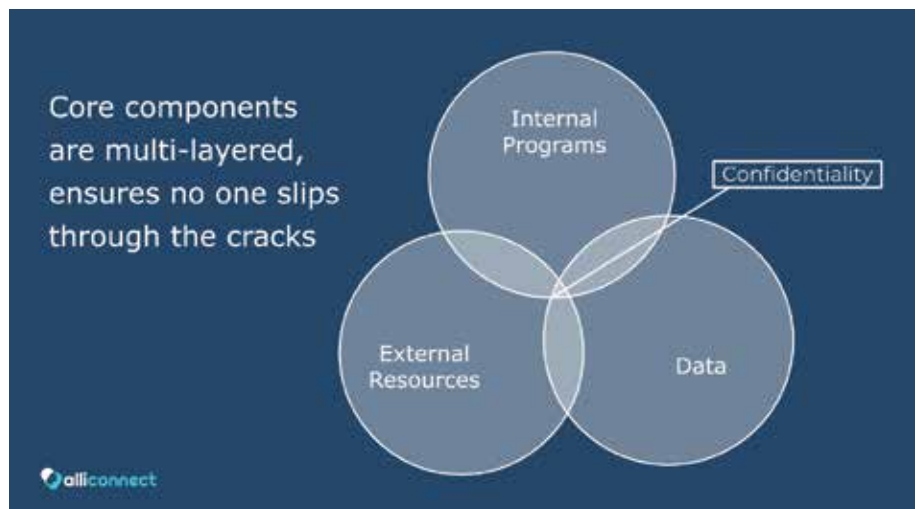 Core components
are multi-layered,
ensures no one slips
through the cracks
Internal
Programs
Confidentiality
External
Resources
Data
alliconnect